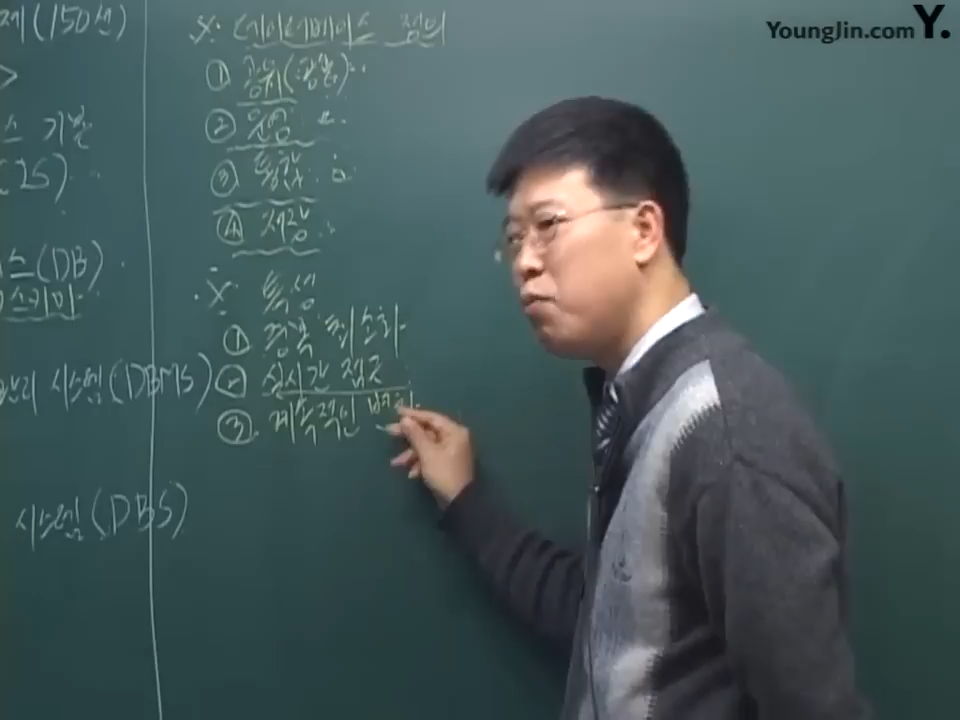 제(150선)
>
스 기본
(IS)
스(DB)
스키마
관리 시스템(DBMS)
시스템(DBS)
※ 데이터베이스 정의
① 공유(공용)
② 운영
③ 통합
④ 저장
※ 특성
① 중복 최소화
② 실시간 접근
③ 계속적인 변화
YoungJin.com Y.